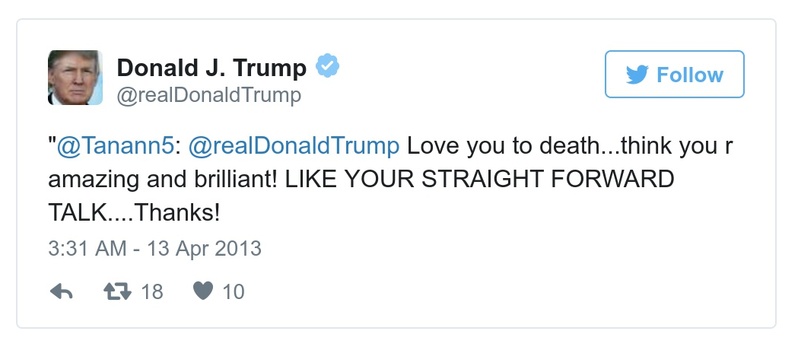 Donald J. Trump
@realDonaldTrump
Follow
"@Tanann5: @realDonaldTrump Love you to death...think you r
amazing and brilliant! LIKE YOUR STRAIGHT FORWARD
TALK....Thanks!
3:31 AM - 13 Apr 2013
18 10